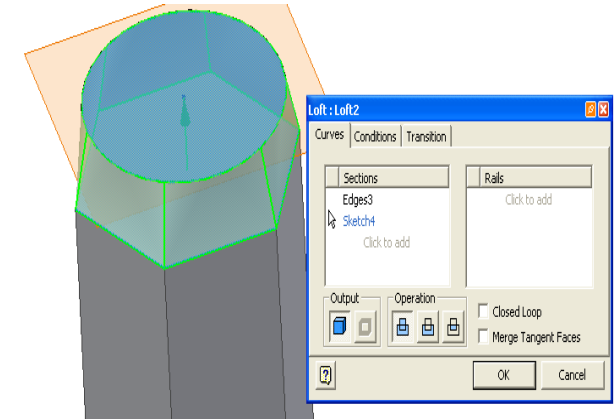 Loft : Loft2
Curves Conditions Transition
Sections Rails
Edges3 Click to add
Sketch4
Click to add
Output Operation
Closed Loop
Merge Tangent Faces
OK Cancel